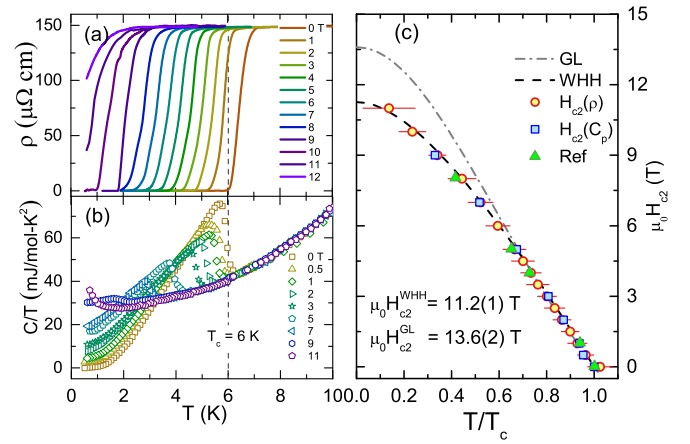 (a)
150
100
50
0
ρ (μΩ cm)
0 T
1
2
3
4
5
6
7
8
9
10
11
12
(b)
80
60
40
20
0
C/T (mJ/mol-K²)
0 T
0.5
1
2
3
5
7
9
11
T_c = 6 K
0 2 4 6 8 10
T (K)
(c)
GL
WHH
H_c2(ρ)
H_c2(C_p)
Ref
15
12
9
6
3
0
μ₀H_c2 (T)
μ₀H_c2^WHH = 11.2(1) T
μ₀H_c2^GL = 13.6(2) T
0.0 0.2 0.4 0.6 0.8 1.0
T/T_c